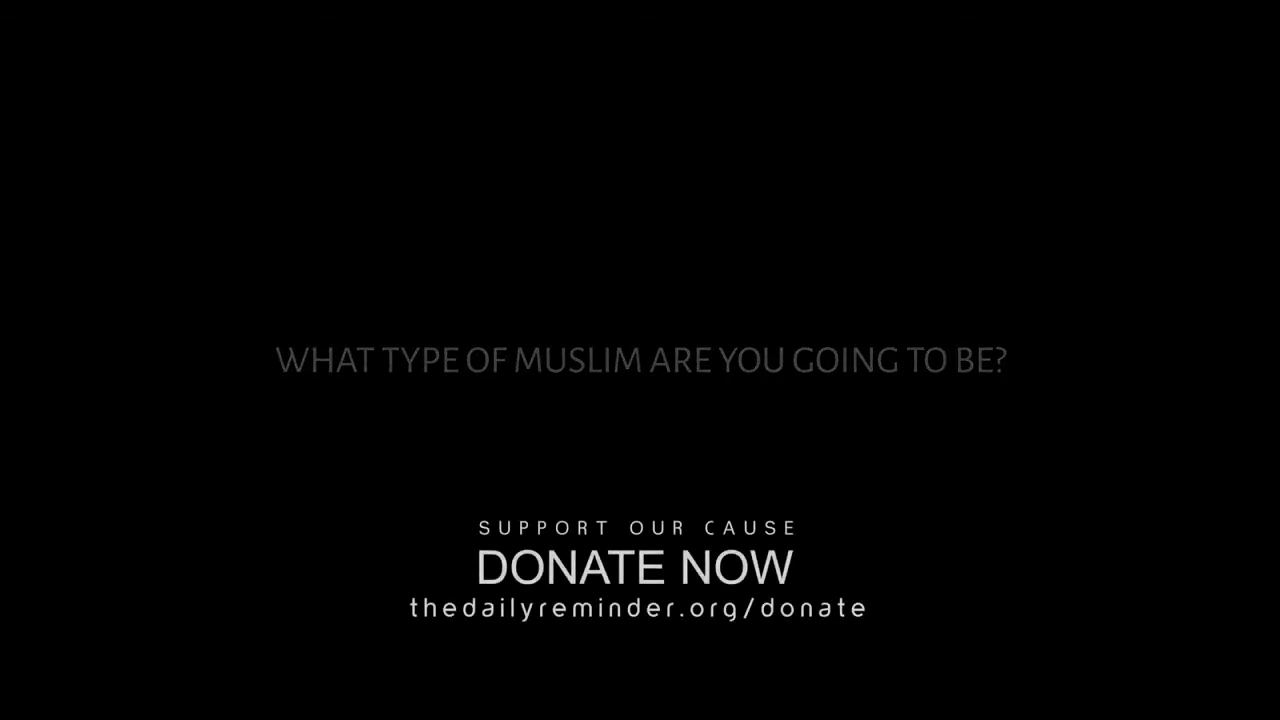 WHAT TYPE OF MUSLIM ARE YOU GOING TO BE?
SUPPORT OUR CAUSE
DONATE NOW
thedailyreminder.org/donate